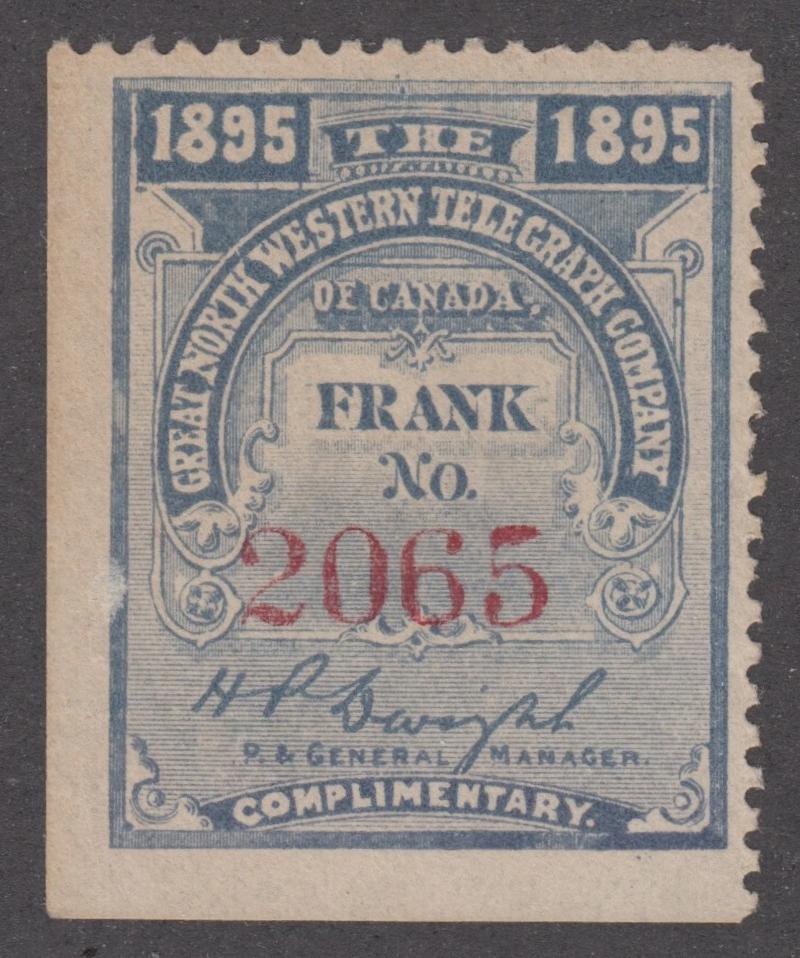 1895 THE 1895
GREAT NORTH WESTERN TELEGRAPH COMPANY
OF CANADA.
FRANK
No.
2065
H P Dwight
P. & GENERAL MANAGER.
COMPLIMENTARY.